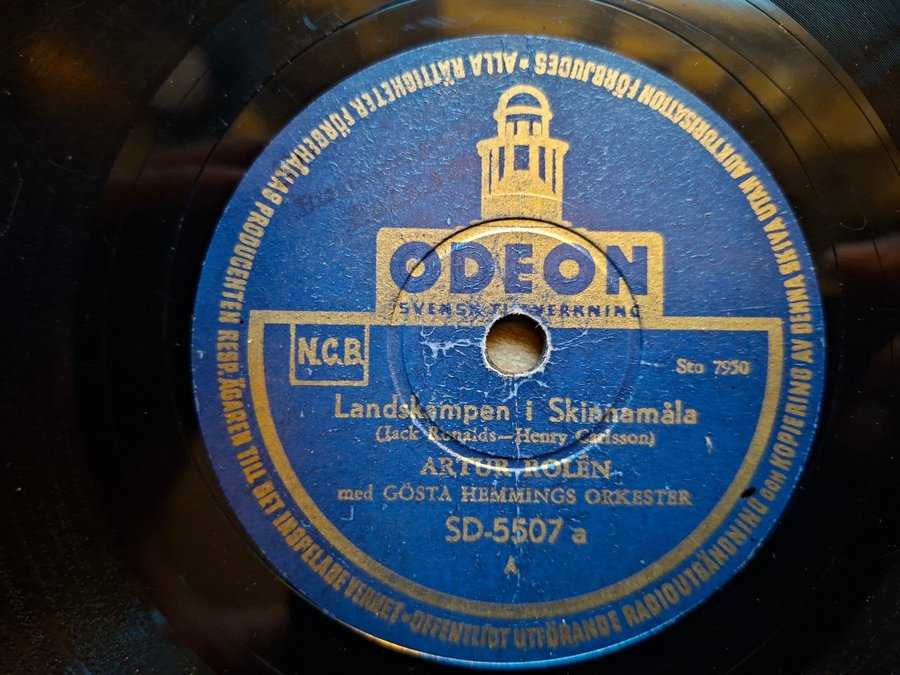 ALLA RÄTTIGHETER FÖRBEHÅLLAS PRODUCENTEN RESP. ÄGAREN TILL DET INSPELADE VERKET • OFFENTLIGT UTFÖRANDE RADIOUTSÄNDNING OCH KOPIERING AV DENNA SKIVA UTAN AUKTORISATION FÖRBJUDES •
ODEON
SVENSK TILLVERKNING
N.C.B.
Sto 7950
Landskampen i Skinnamåla
(Jack Ronalds—Henry Carlsson)
ARTUR ROLÉN
med GÖSTA HEMMINGS ORKESTER
SD-5507 a
A